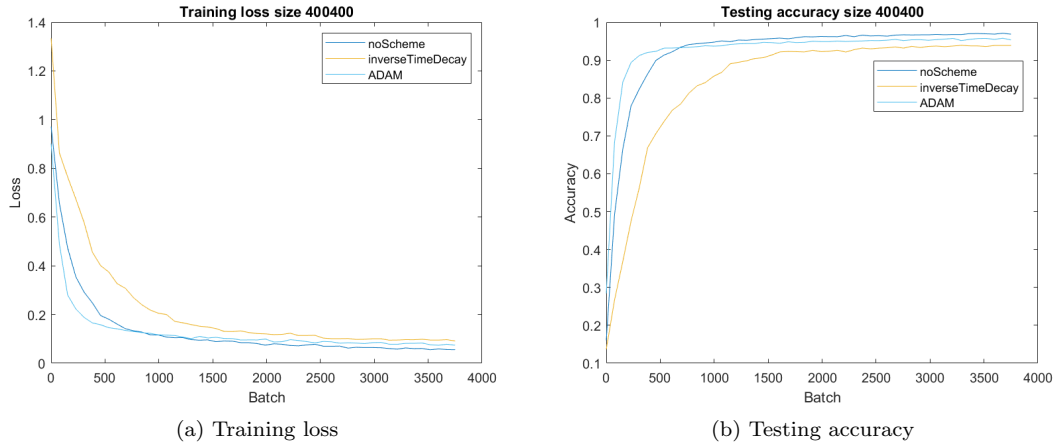 Training loss size 400400
1.4
1.2
1
0.8
0.6
0.4
0.2
0
Loss
noScheme
inverseTimeDecay
ADAM
0 500 1000 1500 2000 2500 3000 3500 4000
Batch
(a) Training loss
Testing accuracy size 400400
1
0.9
0.8
0.7
0.6
0.5
0.4
0.3
0.2
0.1
Accuracy
noScheme
inverseTimeDecay
ADAM
0 500 1000 1500 2000 2500 3000 3500 4000
Batch
(b) Testing accuracy